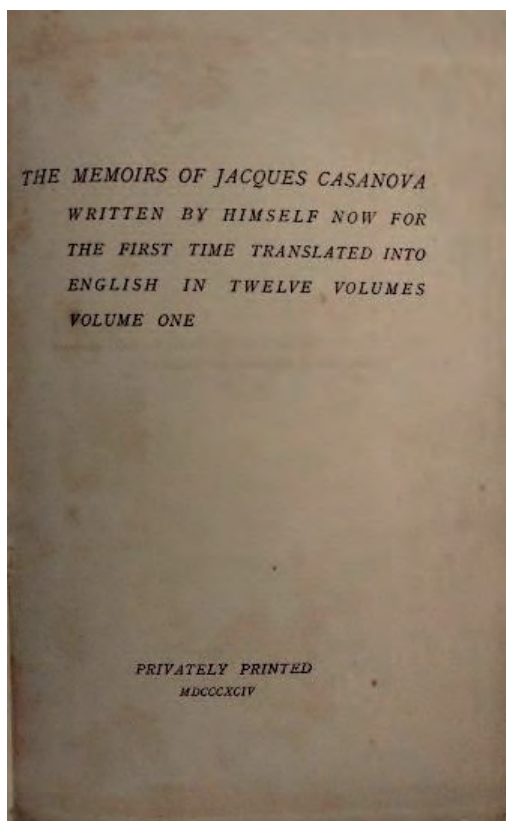 THE MEMOIRS OF JACQUES CASANOVA
WRITTEN BY HIMSELF NOW FOR
THE FIRST TIME TRANSLATED INTO
ENGLISH IN TWELVE VOLUMES
VOLUME ONE
PRIVATELY PRINTED
MDCCCXCIV